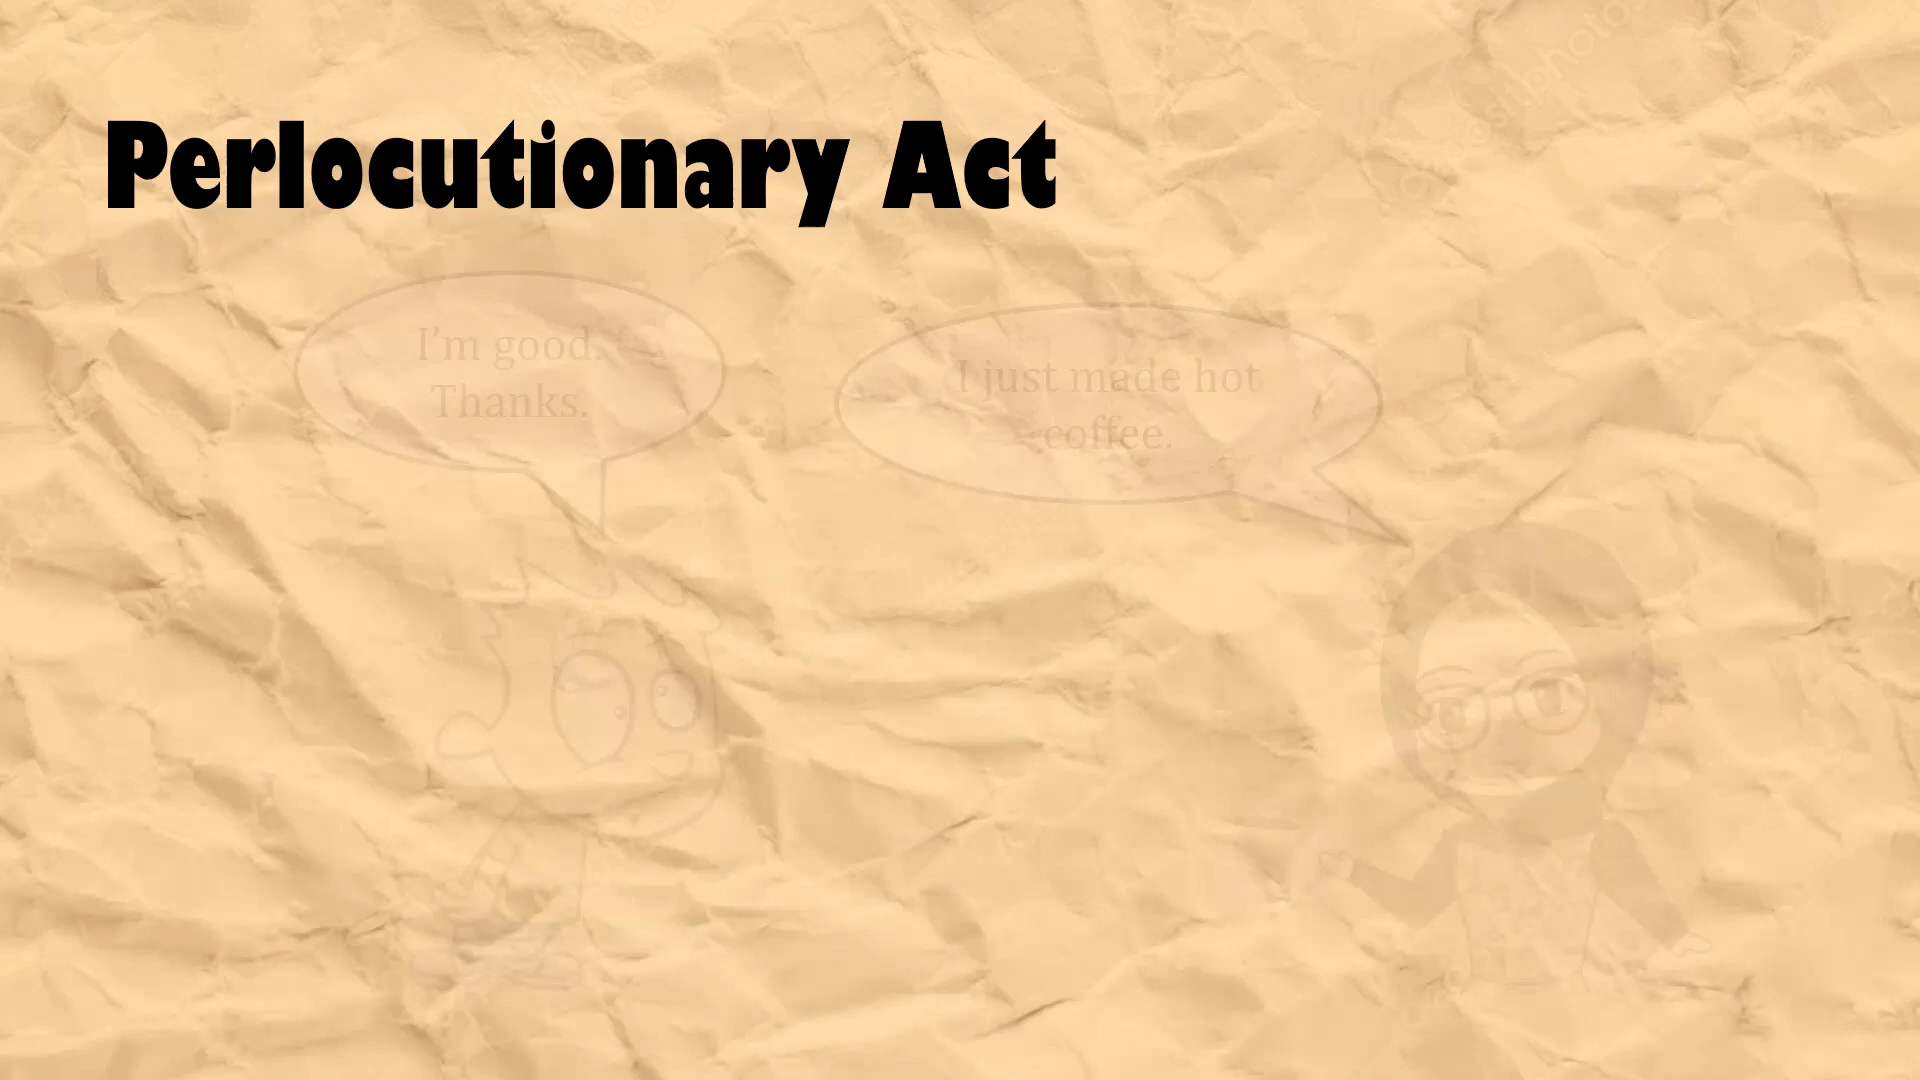 Perlocutionary Act
I'm good.
Thanks.
I just made hot
coffee.